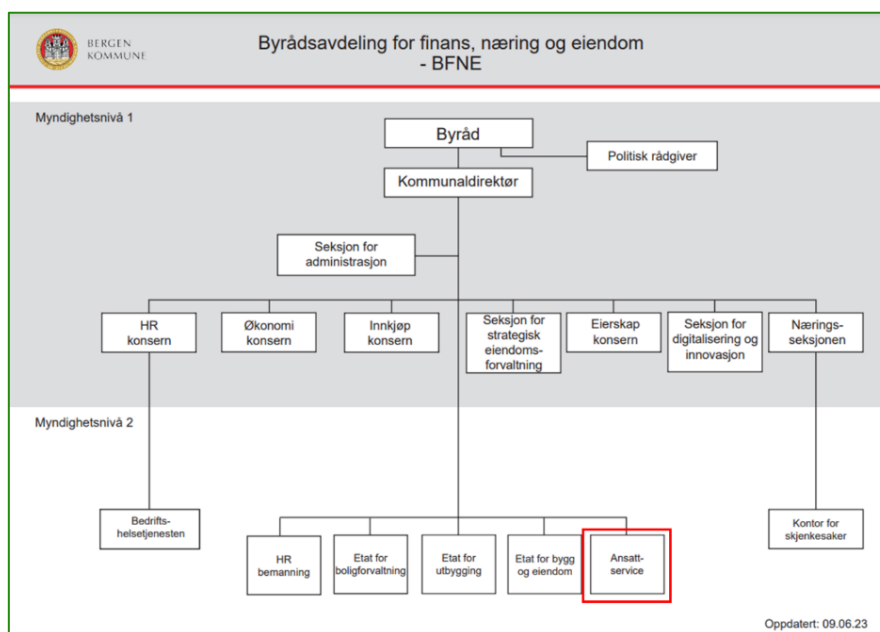 BERGEN
KOMMUNE
Byrådsavdeling for finans, næring og eiendom
- BFNE
Myndighetsnivå 1
Byråd
Politisk rådgiver
Kommunaldirektør
Seksjon for
administrasjon
HR
konsern
Økonomi
konsern
Innkjøp
konsern
Seksjon for
strategisk
eiendoms-
forvaltning
Eierskap
konsern
Seksjon for
digitalisering og
innovasjon
Nærings-
seksjonen
Myndighetsnivå 2
Bedrifts-
helsetjenesten
Kontor for
skjenkesaker
HR
bemanning
Etat for
boligforvaltning
Etat for
utbygging
Etat for bygg
og eiendom
Ansatt-
service
Oppdatert: 09.06.23